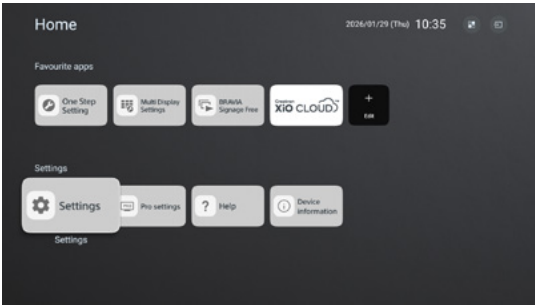 Home
2026/01/29 (Thu) 10:35
Favourite apps
One Step
Setting
Multi Display
Settings
BRAVIA
Signage Free
Crestron
XiO CLOUD
+
Edit
Settings
Settings
Pro settings
?
Help
Device
information
Settings